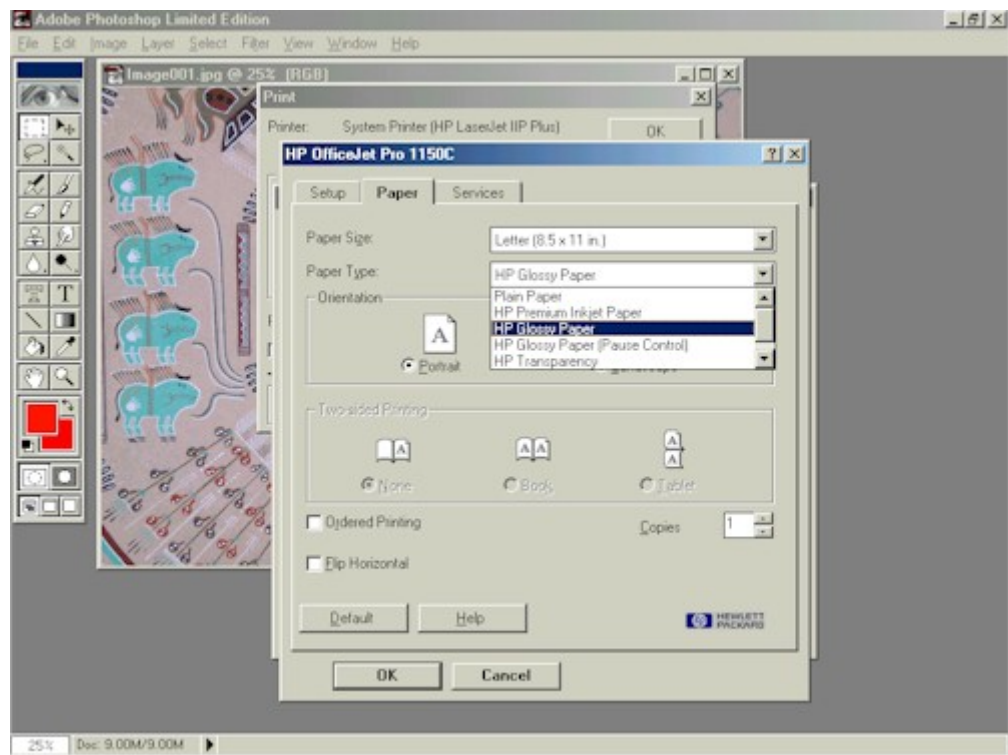 Adobe Photoshop Limited Edition
File Edit Image Layer Select Filter View Window Help
Image001.jpg @ 25% (RGB)
Print
Printer: System Printer (HP LaserJet IIP Plus) OK
HP OfficeJet Pro 1150C
Setup Paper Services
Paper Size: Letter (8.5 x 11 in.)
Paper Type: HP Glossy Paper
Plain Paper
HP Premium Inkjet Paper
HP Glossy Paper
HP Glossy Paper (Pause Control)
HP Transparency
Orientation
A
Portrait
Two-sided Printing
A
A A
A
A
None Book Tablet
Ordered Printing
Copies 1
Flip Horizontal
Default Help
hp HEWLETT
PACKARD
OK Cancel
T
25% Doc: 9.00M/9.00M